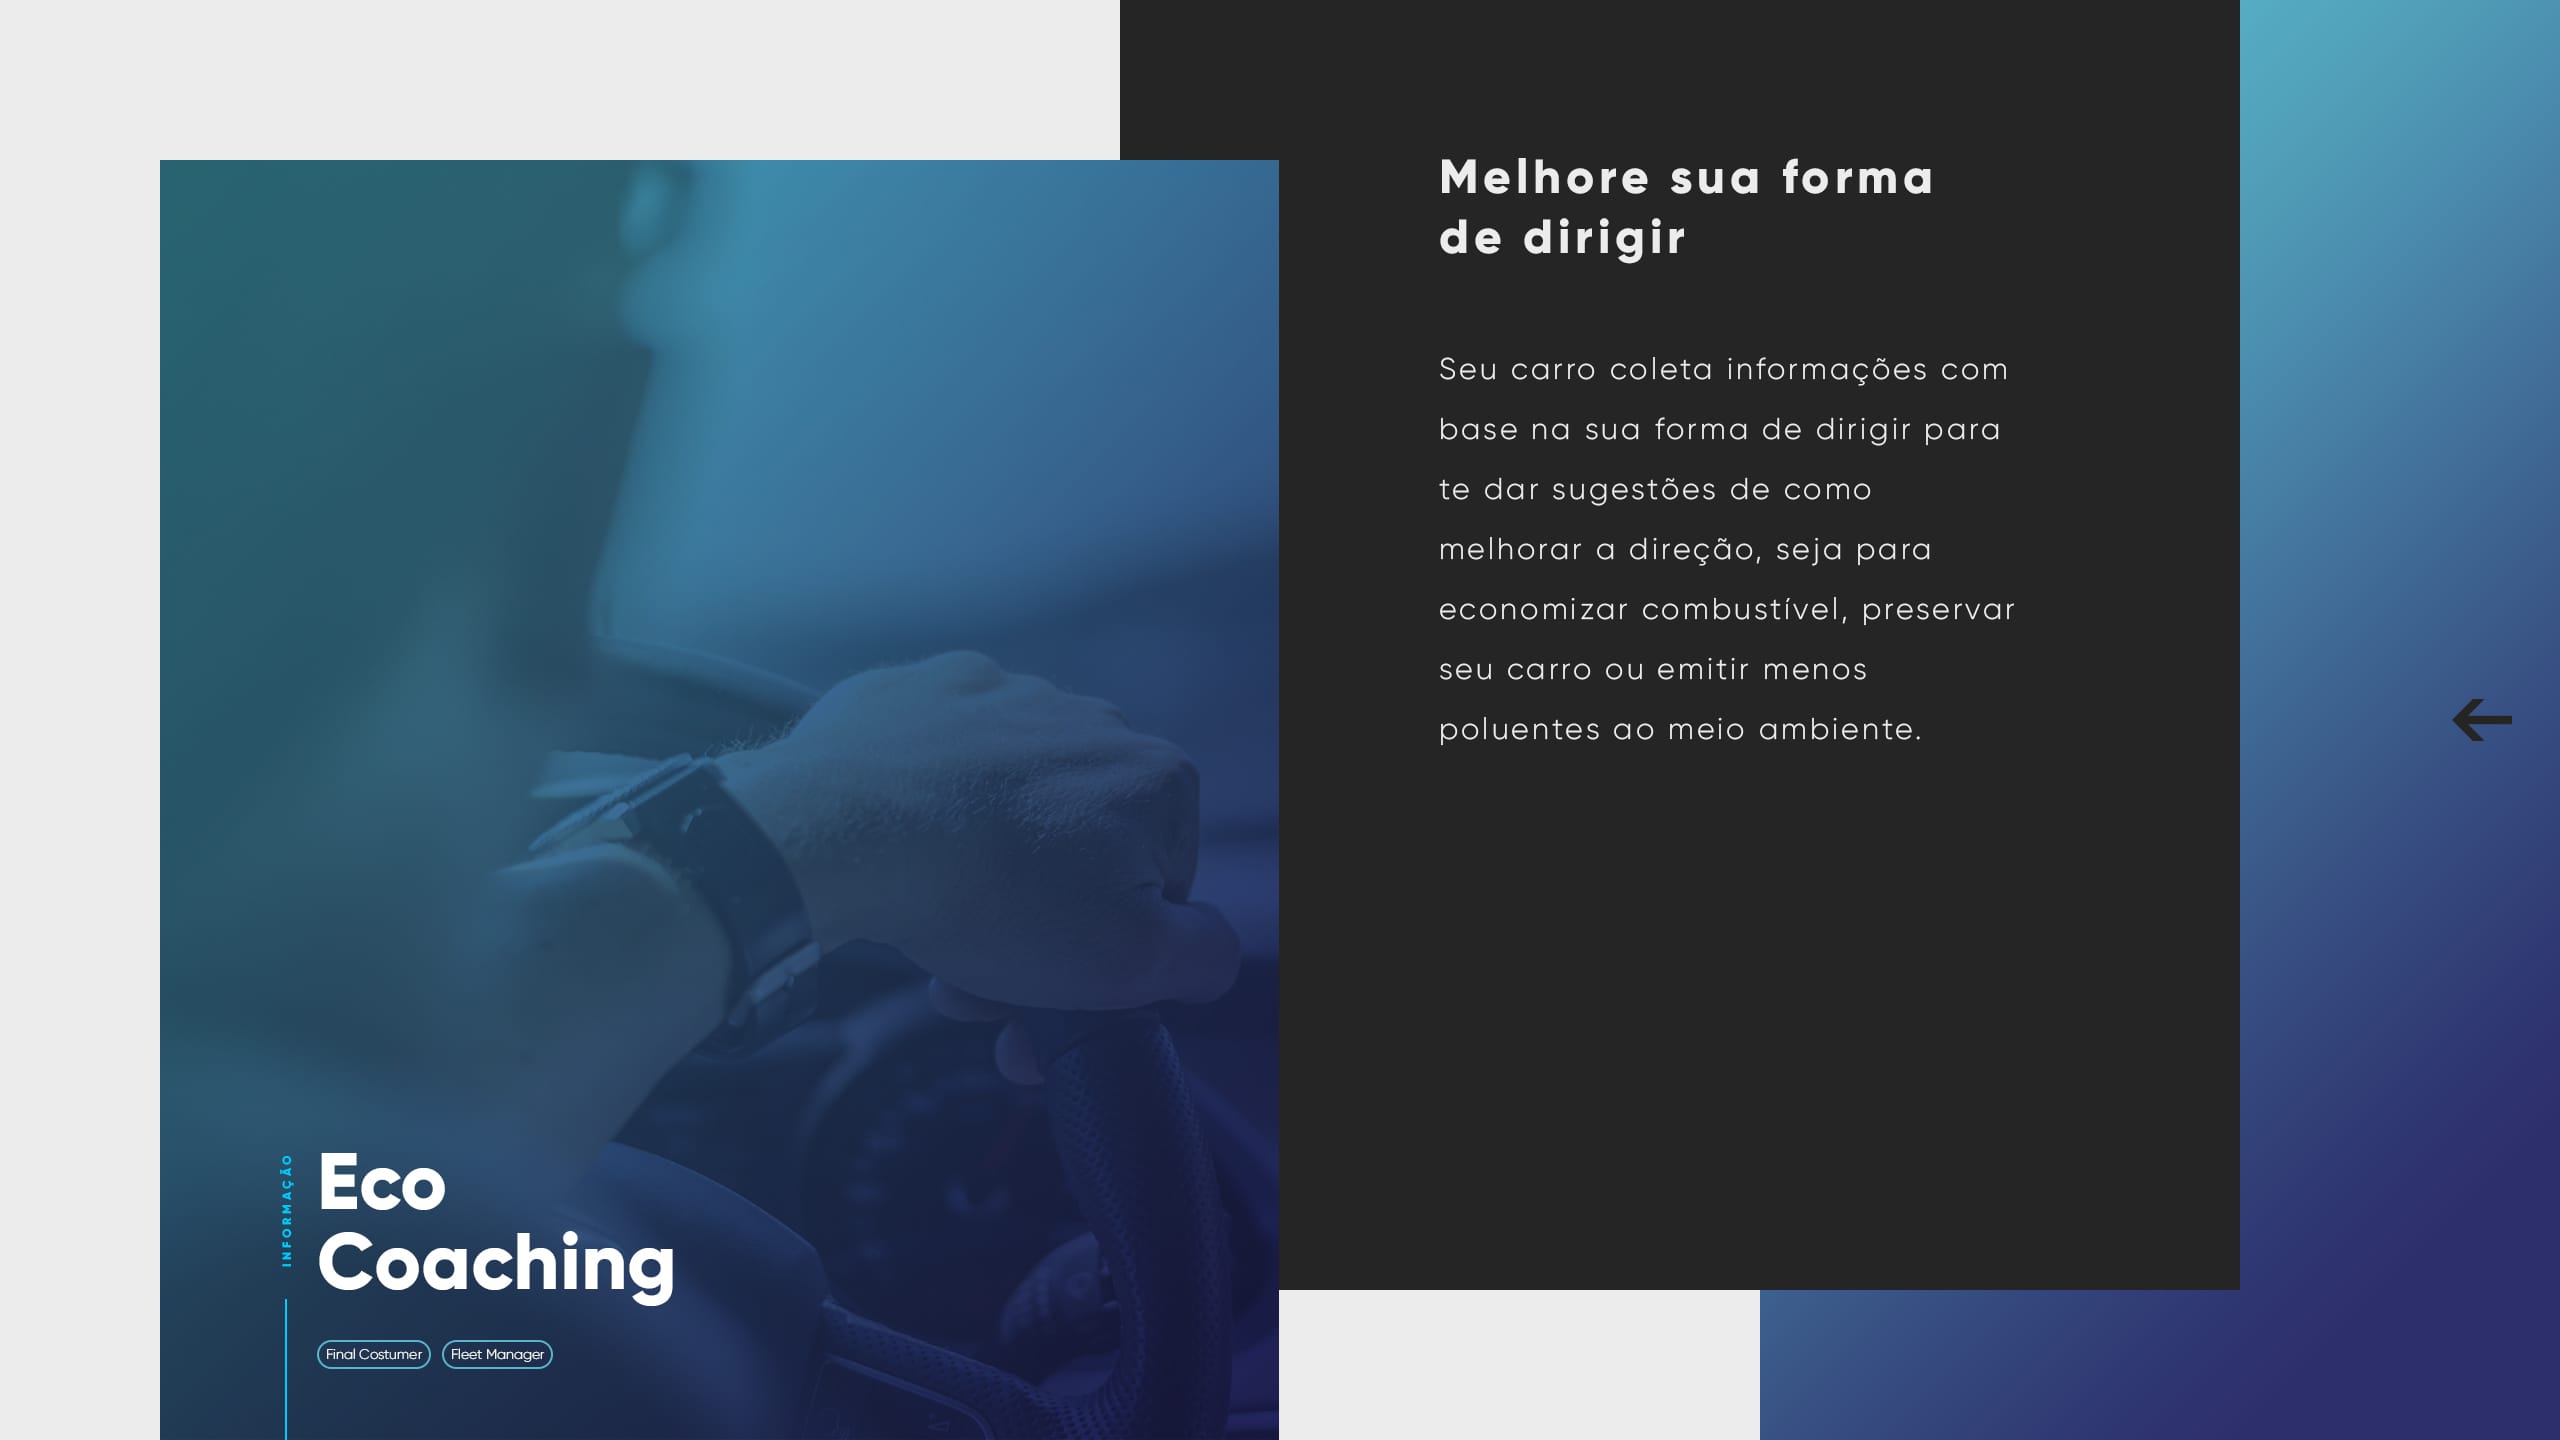 Melhore sua forma
de dirigir
Seu carro coleta informações com
base na sua forma de dirigir para
te dar sugestões de como
melhorar a direção, seja para
economizar combustível, preservar
seu carro ou emitir menos
poluentes ao meio ambiente.
INFORMAÇÃO
Eco
Coaching
Final Costumer
Fleet Manager